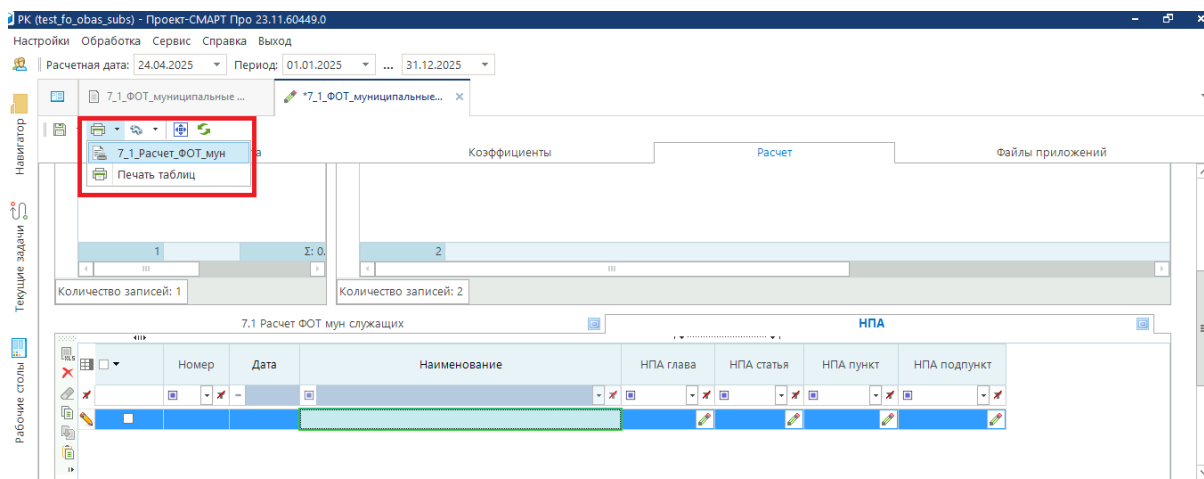 РК (test_fo_obas_subs) - Проект-СМАРТ Про 23.11.60449.0
Настройки Обработка Сервис Справка Выход
Расчетная дата: 24.04.2025 Период: 01.01.2025 ... 31.12.2025
7_1_ФОТ_муниципальные ... *7_1_ФОТ_муниципальные...
Навигатор
Текущие задачи
Рабочие столы
7_1_Расчет_ФОТ_мун
Печать таблиц
та Коэффициенты Расчет Файлы приложений
1 Σ: 0. 2
Количество записей: 1 Количество записей: 2
7.1 Расчет ФОТ мун служащих НПА
XLS
Номер Дата Наименование НПА глава НПА статья НПА пункт НПА подпункт